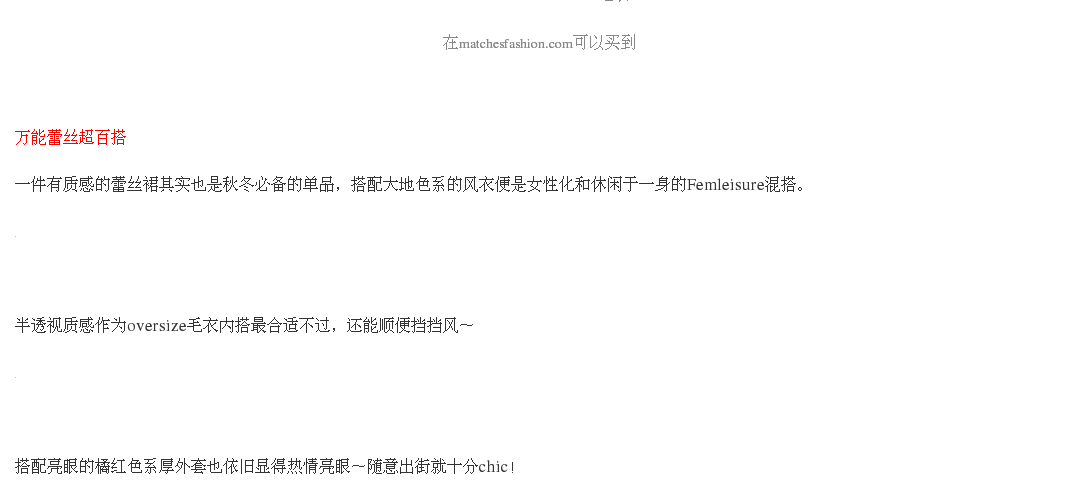 在matchesfashion.com可以买到
万能蕾丝超百搭
一件有质感的蕾丝裙其实也是秋冬必备的单品，搭配大地色系的风衣便是女性化和休闲于一身的Femleisure混搭。
半透视质感作为oversize毛衣内搭最合适不过，还能顺便挡挡风～
搭配亮眼的橘红色系厚外套也依旧显得热情亮眼～随意出街就十分chic！